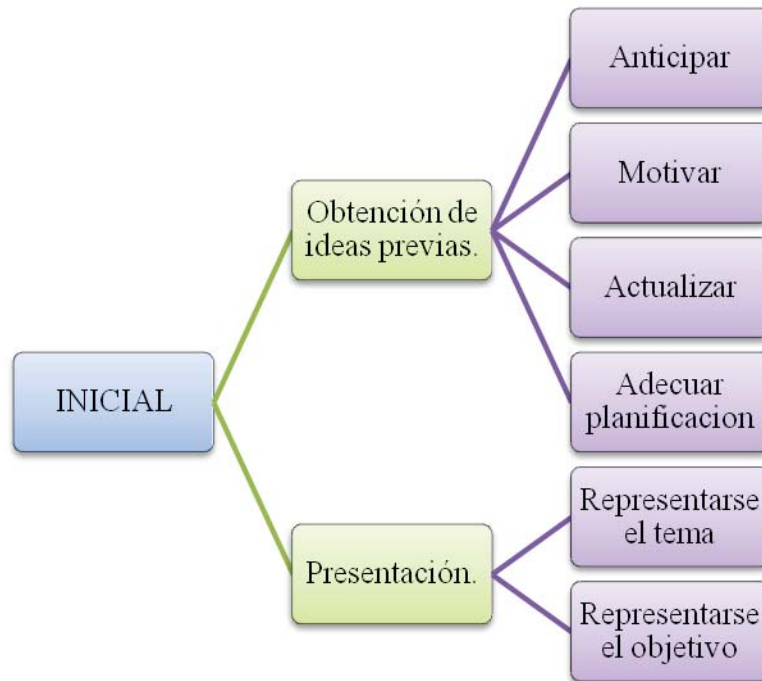 INICIAL
Obtención de
ideas previas.
Anticipar
Motivar
Actualizar
Adecuar
planificacion
Presentación.
Representarse
el tema
Representarse
el objetivo